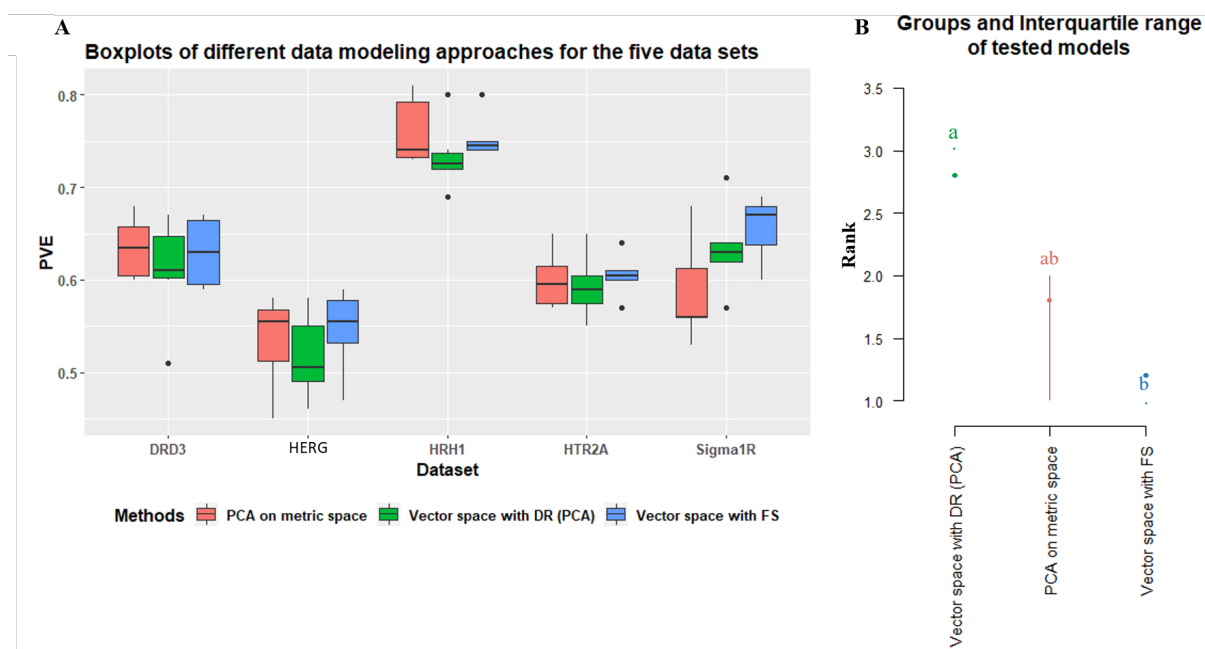 A
Boxplots of different data modeling approaches for the five data sets
PVE
0.8
0.7
0.6
0.5
DRD3
HERG
HRH1
HTR2A
Sigma1R
Dataset
Methods
PCA on metric space
Vector space with DR (PCA)
Vector space with FS
B
Groups and Interquartile range
of tested models
Rank
3.5
3.0
2.5
2.0
1.5
1.0
a
ab
b
Vector space with DR (PCA)
PCA on metric space
Vector space with FS